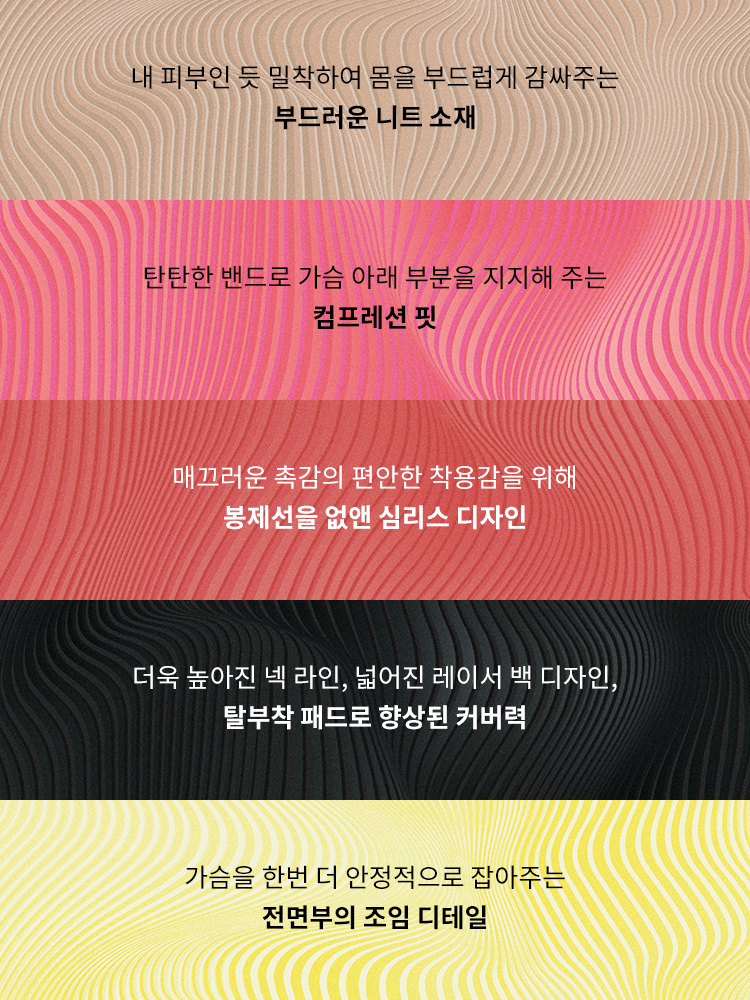 내 피부인 듯 밀착하여 몸을 부드럽게 감싸주는
부드러운 니트 소재
탄탄한 밴드로 가슴 아래 부분을 지지해 주는
컴프레션 핏
매끄러운 촉감의 편안한 착용감을 위해
봉제선을 없앤 심리스 디자인
더욱 높아진 넥 라인, 넓어진 레이서 백 디자인,
탈부착 패드로 향상된 커버력
가슴을 한번 더 안정적으로 잡아주는
전면부의 조임 디테일